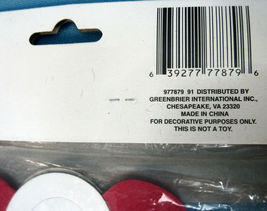 6 39277 77879 6
977879 91 DISTRIBUTED BY
GREENBRIER INTERNATIONAL INC.,
CHESAPEAKE, VA 23320
MADE IN CHINA
FOR DECORATIVE PURPOSES ONLY.
THIS IS NOT A TOY.